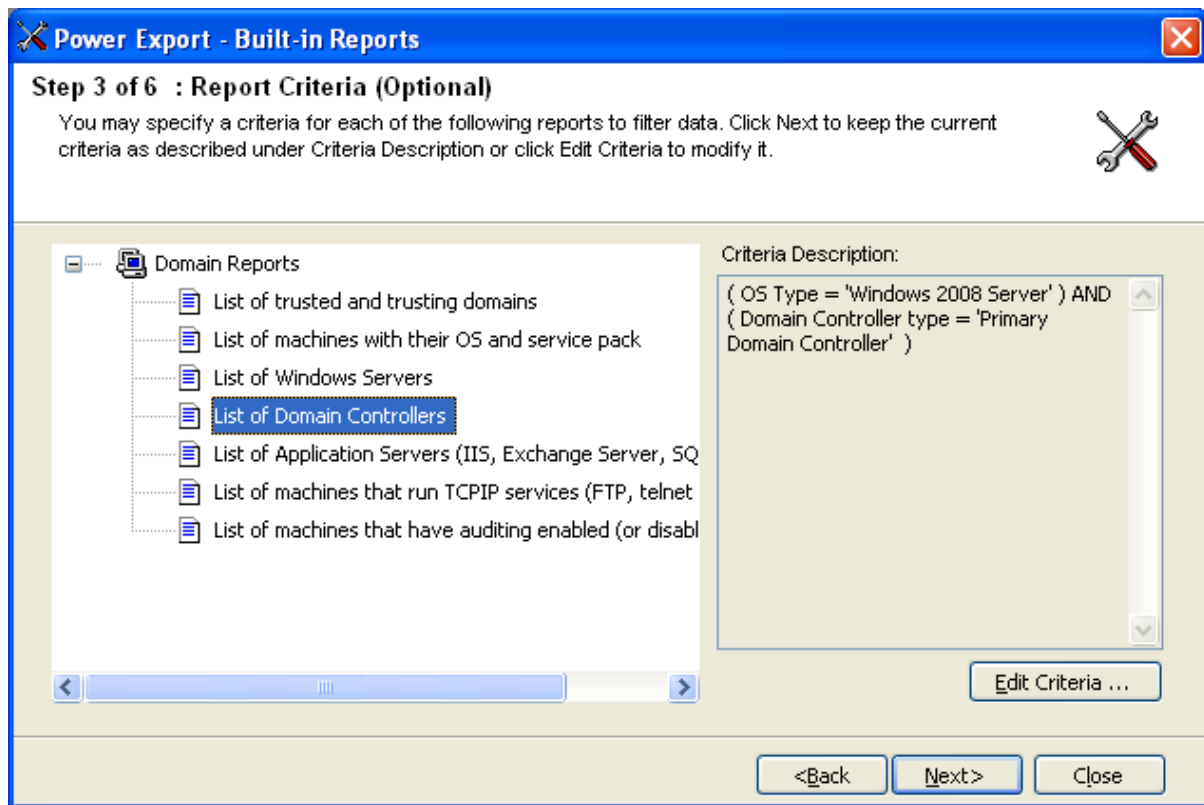 Power Export - Built-in Reports
Step 3 of 6 : Report Criteria (Optional)
You may specify a criteria for each of the following reports to filter data. Click Next to keep the current
criteria as described under Criteria Description or click Edit Criteria to modify it.
Domain Reports
List of trusted and trusting domains
List of machines with their OS and service pack
List of Windows Servers
List of Domain Controllers
List of Application Servers (IIS, Exchange Server, SQ
List of machines that run TCPIP services (FTP, telnet
List of machines that have auditing enabled (or disabl
Criteria Description:
( OS Type = 'Windows 2008 Server' ) AND
( Domain Controller type = 'Primary
Domain Controller' )
Edit Criteria ...
<Back
Next>
Close